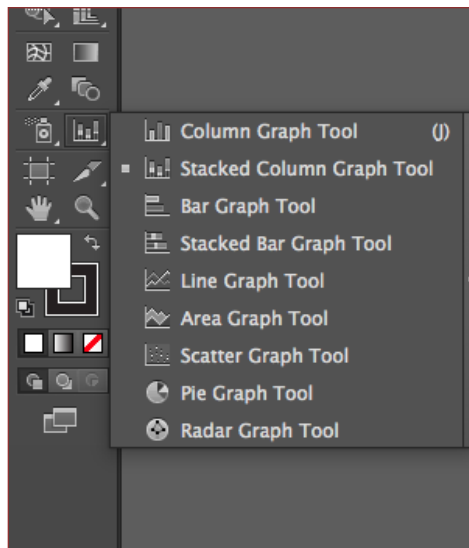 Column Graph Tool (J)
Stacked Column Graph Tool
Bar Graph Tool
Stacked Bar Graph Tool
Line Graph Tool
Area Graph Tool
Scatter Graph Tool
Pie Graph Tool
Radar Graph Tool